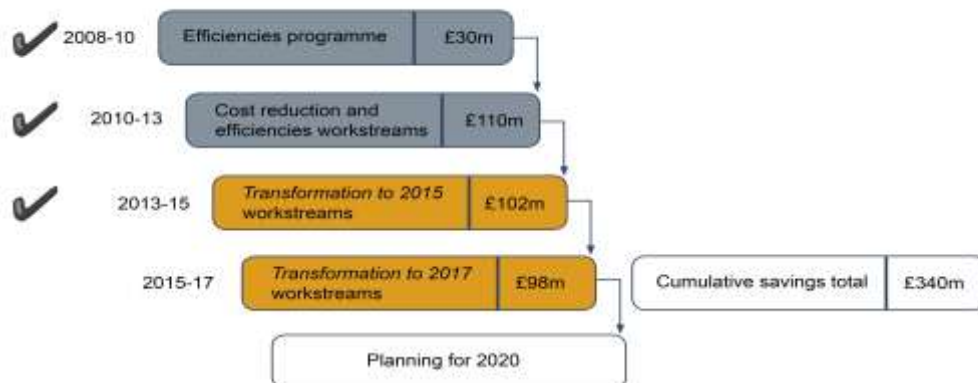 2008-10 Efficiencies programme £30m
2010-13 Cost reduction and
efficiencies workstreams £110m
2013-15 Transformation to 2015
workstreams £102m
2015-17 Transformation to 2017
workstreams £98m
Cumulative savings total £340m
Planning for 2020